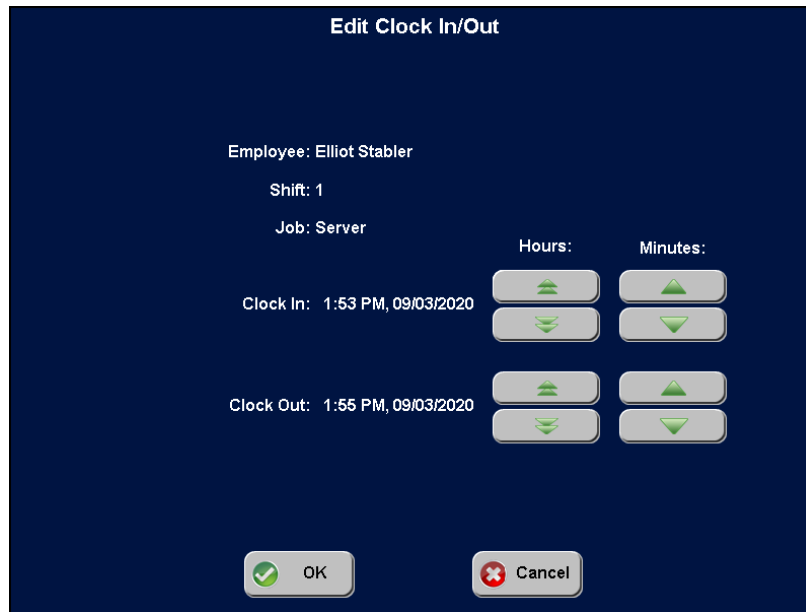 Edit Clock In/Out
Employee: Elliot Stabler
Shift: 1
Job: Server
Hours: Minutes:
Clock In: 1:53 PM, 09/03/2020
Clock Out: 1:55 PM, 09/03/2020
OK Cancel